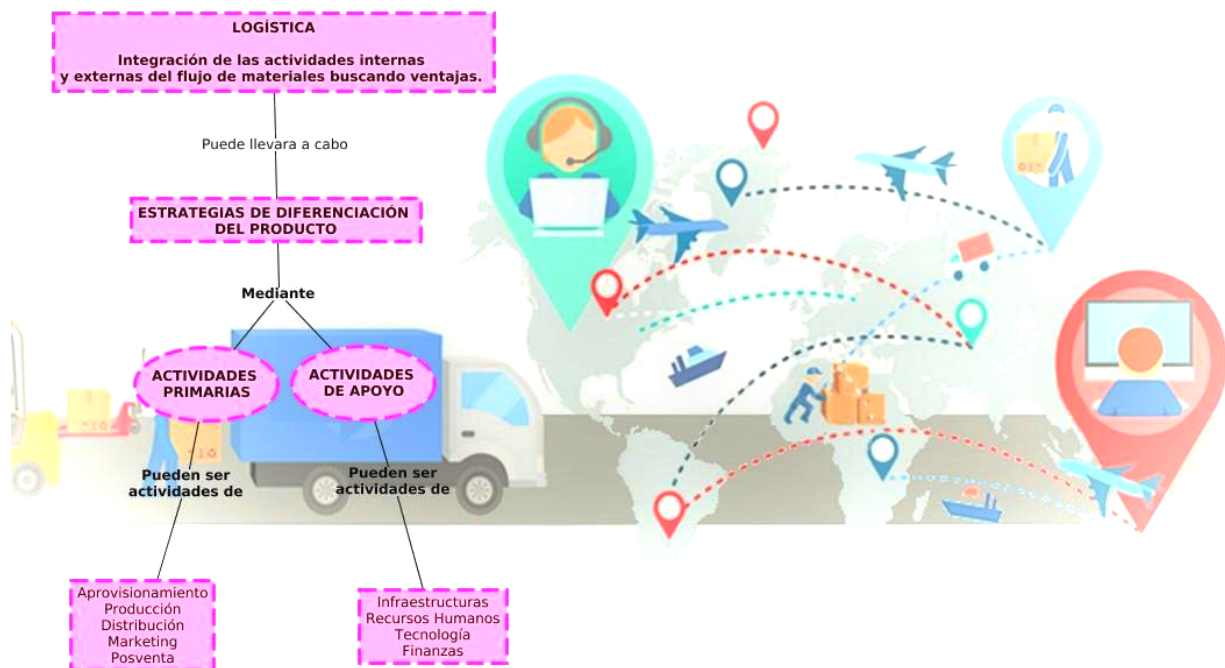 LOGÍSTICA
Integración de las actividades internas
y externas del flujo de materiales buscando ventajas.
Puede llevara a cabo
ESTRATEGIAS DE DIFERENCIACIÓN
DEL PRODUCTO
Mediante
ACTIVIDADES
PRIMARIAS
ACTIVIDADES
DE APOYO
Pueden ser
actividades de
Pueden ser
actividades de
Aprovisionamiento
Producción
Distribución
Marketing
Posventa
Infraestructuras
Recursos Humanos
Tecnología
Finanzas